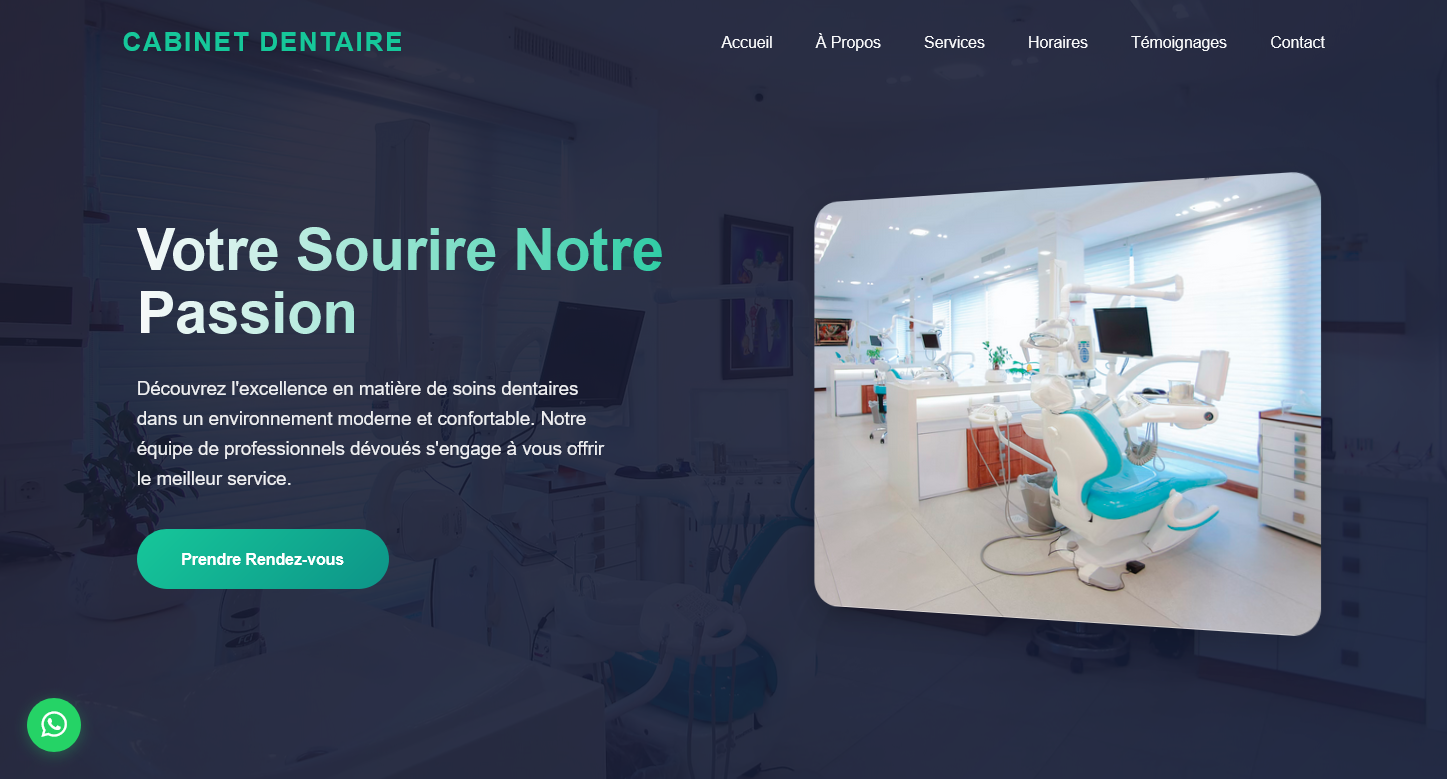 CABINET DENTAIRE
Accueil À Propos Services Horaires Témoignages Contact
Votre Sourire Notre
Passion
Découvrez l'excellence en matière de soins dentaires
dans un environnement moderne et confortable. Notre
équipe de professionnels dévoués s'engage à vous offrir
le meilleur service.
Prendre Rendez-vous